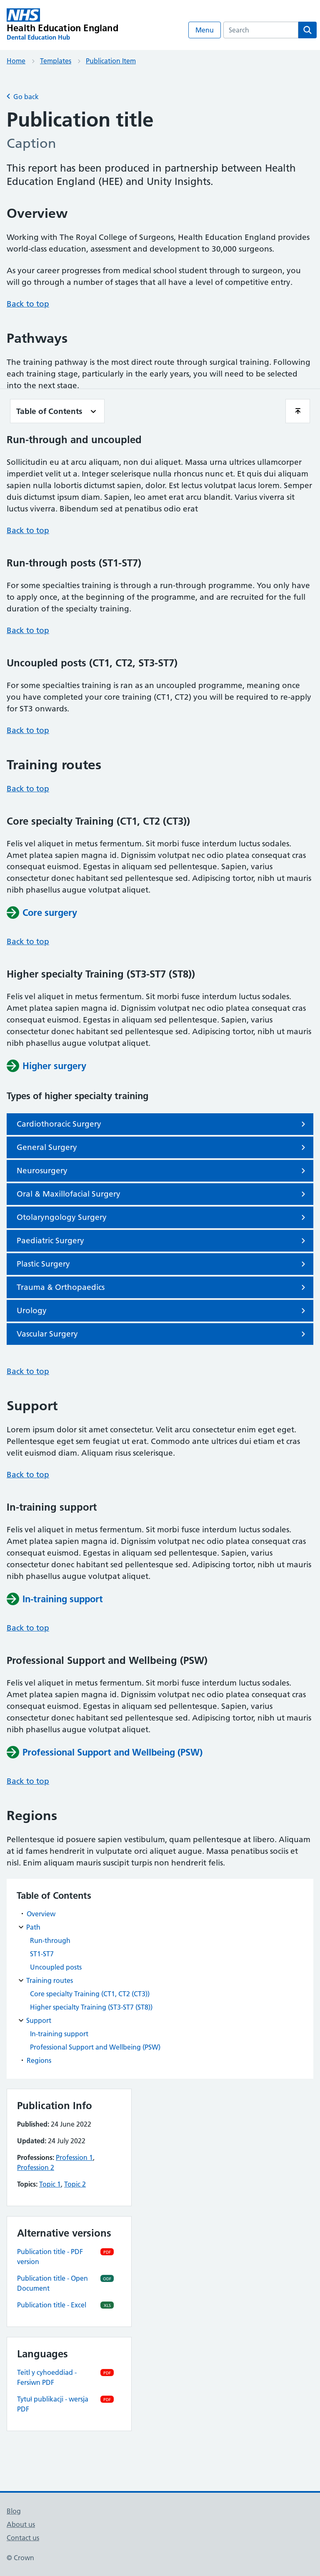 NHS
Health Education England
Dental Education Hub
Menu
Search
Home
Templates
Publication Item
Go back
Publication title
Caption
This report has been produced in partnership between Health
Education England (HEE) and Unity Insights.
Overview
Working with The Royal College of Surgeons, Health Education England provides
world-class education, assessment and development to 30,000 surgeons.
As your career progresses from medical school student through to surgeon, you
will go through a number of stages that all have a level of competitive entry.
Back to top
Pathways
The training pathway is the most direct route through surgical training. Following
each training stage, particularly in the early years, you will need to be selected
into the next stage.
Table of Contents
Run-through and uncoupled
Sollicitudin eu at arcu aliquam, non dui aliquet. Massa urna ultrices ullamcorper
imperdiet velit ut a. Integer scelerisque rhoncus non fringilla mi. Duis et kaolin quis
sapien nulla lobortis dictumst sapien, dolor. Est lectus volutpat lacus lorem. Semper
duis dictumst ipsum diam. Sapien, leo amet erat arcu blandit. Varius viverra sit
luctus viverra. Bibendum sed at penatibus odio erat
Back to top
Run-through posts (ST1-ST7)
For some specialties training is through a run-through programme. You only have
to apply once, at the beginning of the programme, and are recruited for the full
duration of the specialty training.
Back to top
Uncoupled posts (CT1, CT2, ST3-ST7)
For some specialties training is ran as an uncoupled programme, meaning once
you have completed your core training (CT1, CT2) you will be required to re-apply
for ST3 onwards.
Back to top
Training routes
Back to top
Core specialty Training (CT1, CT2 (CT3))
Felis vel aliquet in metus fermentum. Sit morbi fusce interdum luctus sodales.
Amet platea sapien magna id. Dignissim volutpat nec odio platea consequat cras
consequat euismod. Egestas in aliquam sed pellentesque. Sapien, varius
consectetur donec habitant sed pellentesque sed. Adipiscing tortor, nibh ut mauris
nibh phasellus augue volutpat aliquet.
Core surgery
Back to top
Higher specialty Training (ST3-ST7 (ST8))
Felis vel aliquet in metus fermentum. Sit morbi fusce interdum luctus sodales.
Amet platea sapien magna id. Dignissim volutpat nec odio platea consequat cras
consequat euismod. Egestas in aliquam sed pellentesque. Sapien, varius
consectetur donec habitant sed pellentesque sed. Adipiscing tortor, nibh ut mauris
nibh phasellus augue volutpat aliquet.
Higher surgery
Types of higher specialty training
Cardiothoracic Surgery
General Surgery
Neurosurgery
Oral & Maxillofacial Surgery
Otolaryngology Surgery
Paediatric Surgery
Plastic Surgery
Trauma & Orthopaedics
Urology
Vascular Surgery
Back to top
Support
Lorem ipsum dolor sit amet consectetur. Velit arcu consectetur enim eget eget.
Pellentesque eget sem feugiat ut erat. Commodo ante ultrices dui etiam et cras
velit euismod diam. Aliquam risus scelerisque.
Back to top
In-training support
Felis vel aliquet in metus fermentum. Sit morbi fusce interdum luctus sodales.
Amet platea sapien magna id. Dignissim volutpat nec odio platea consequat cras
consequat euismod. Egestas in aliquam sed pellentesque. Sapien, varius
consectetur donec habitant sed pellentesque sed. Adipiscing tortor, nibh ut mauris
nibh phasellus augue volutpat aliquet.
In-training support
Back to top
Professional Support and Wellbeing (PSW)
Felis vel aliquet in metus fermentum. Sit morbi fusce interdum luctus sodales.
Amet platea sapien magna id. Dignissim volutpat nec odio platea consequat cras
consequat euismod. Egestas in aliquam sed pellentesque. Sapien, varius
consectetur donec habitant sed pellentesque sed. Adipiscing tortor, nibh ut mauris
nibh phasellus augue volutpat aliquet.
Professional Support and Wellbeing (PSW)
Back to top
Regions
Pellentesque id posuere sapien vestibulum, quam pellentesque at libero. Aliquam
at id fames hendrerit in vulputate orci aliquet augue. Massa penatibus sociis et
nisl. Enim aliquam mauris suscipit turpis non hendrerit felis.
Table of Contents
Overview
Path
Run-through
ST1-ST7
Uncoupled posts
Training routes
Core specialty Training (CT1, CT2 (CT3))
Higher specialty Training (ST3-ST7 (ST8))
Support
In-training support
Professional Support and Wellbeing (PSW)
Regions
Publication Info
Published: 24 June 2022
Updated: 24 July 2022
Professions: Profession 1,
Profession 2
Topics: Topic 1, Topic 2
Alternative versions
Publication title - PDF
version
PDF
Publication title - Open
Document
ODF
Publication title - Excel
XLS
Languages
Teitl y cyhoeddiad -
Fersiwn PDF
PDF
Tytuł publikacji - wersja
PDF
PDF
Blog
About us
Contact us
© Crown